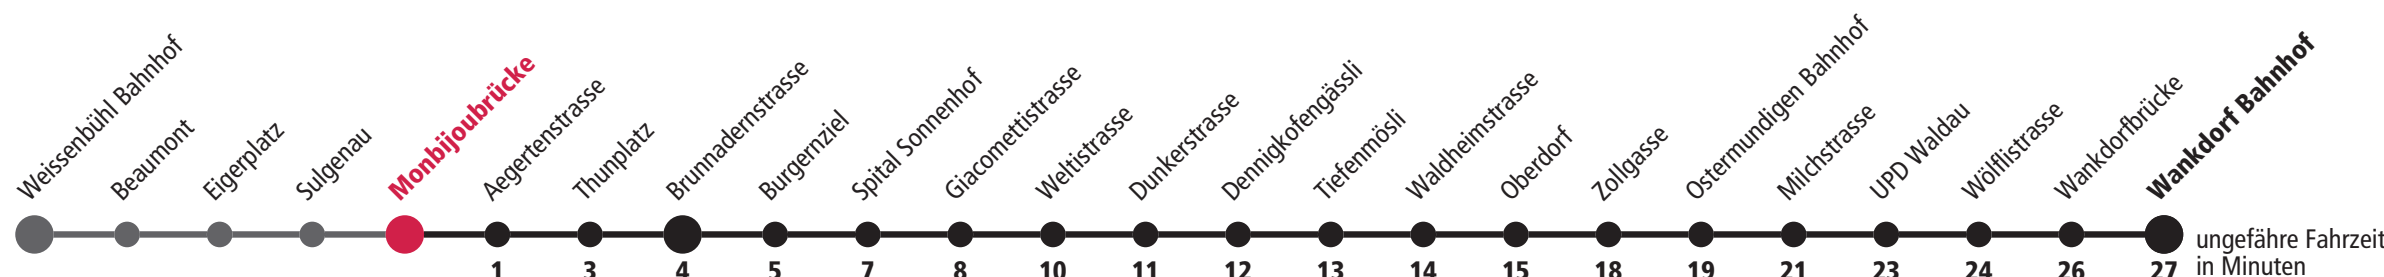 Weissenbühl Bahnhof
Beaumont
Eigerplatz
Sulgenau
Monbijoubrücke
Aegertenstrasse
Thunplatz
Brunnadernstrasse
Burgernziel
Spital Sonnenhof
Giacomettistrasse
Weltistrasse
Dunkerstrasse
Dennigkofengässli
Tiefenmösli
Waldheimstrasse
Oberdorf
Zollgasse
Ostermundigen Bahnhof
Milchstrasse
UPD Waldau
Wölflistrasse
Wankdorfbrücke
Wankdorf Bahnhof
1 3 4 5 7 8 10 11 12 13 14 15 18 19 21 23 24 26 27
ungefähre Fahrzeit
in Minuten